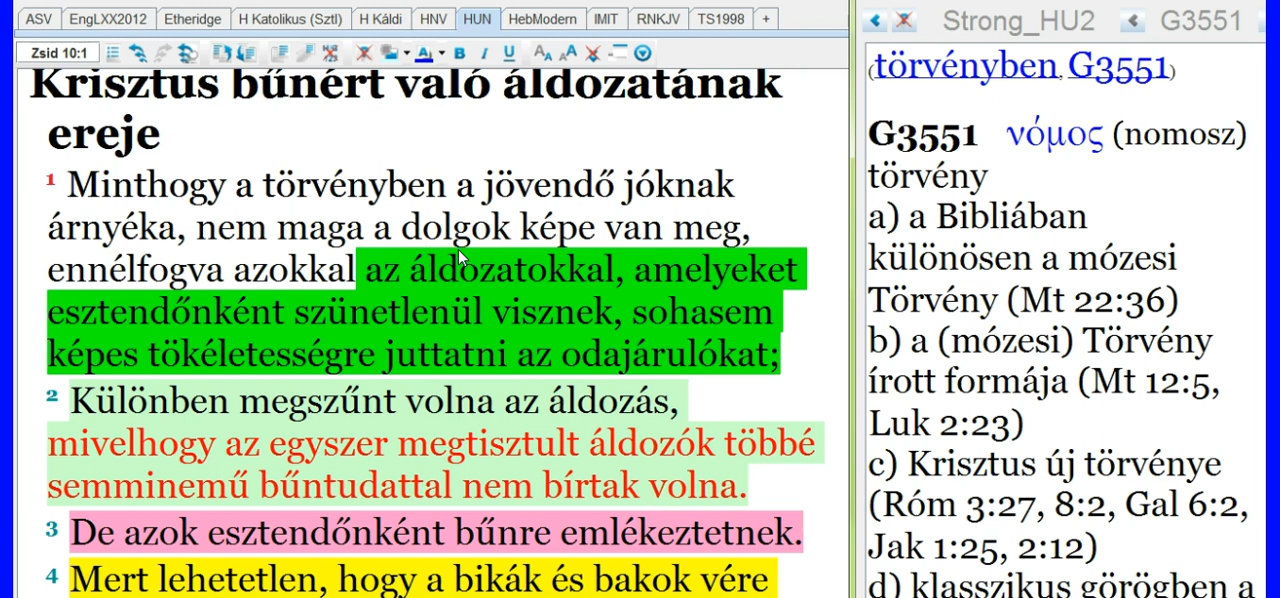 ASV EngLXX2012 Etheridge H Katolikus (Sztl) H Káldi HNV HUN HebModern IMIT RNKJV TS1998 +
Zsid 10:1
Krisztus bűnért való áldozatának
ereje
1 Minthogy a törvényben a jövendő jóknak
árnyéka, nem maga a dolgok képe van meg,
ennélfogva azokkal az áldozatokkal, amelyeket
esztendőnként szünetlenül visznek, sohasem
képes tökéletességre juttatni az odajárulókat;
2 Különben megszűnt volna az áldozás,
mivelhogy az egyszer megtisztult áldozók többé
semminemű bűntudattal nem bírtak volna.
3 De azok esztendőnként bűnre emlékeztetnek.
4 Mert lehetetlen, hogy a bikák és bakok vére
Strong_HU2 G3551
(törvényben, G3551)
G3551 νόμος (nomosz)
törvény
a) a Bibliában
különösen a mózesi
Törvény (Mt 22:36)
b) a (mózesi) Törvény
írott formája (Mt 12:5,
Luk 2:23)
c) Krisztus új törvénye
(Róm 3:27, 8:2, Gal 6:2,
Jak 1:25, 2:12)
d) klasszikus görögben a